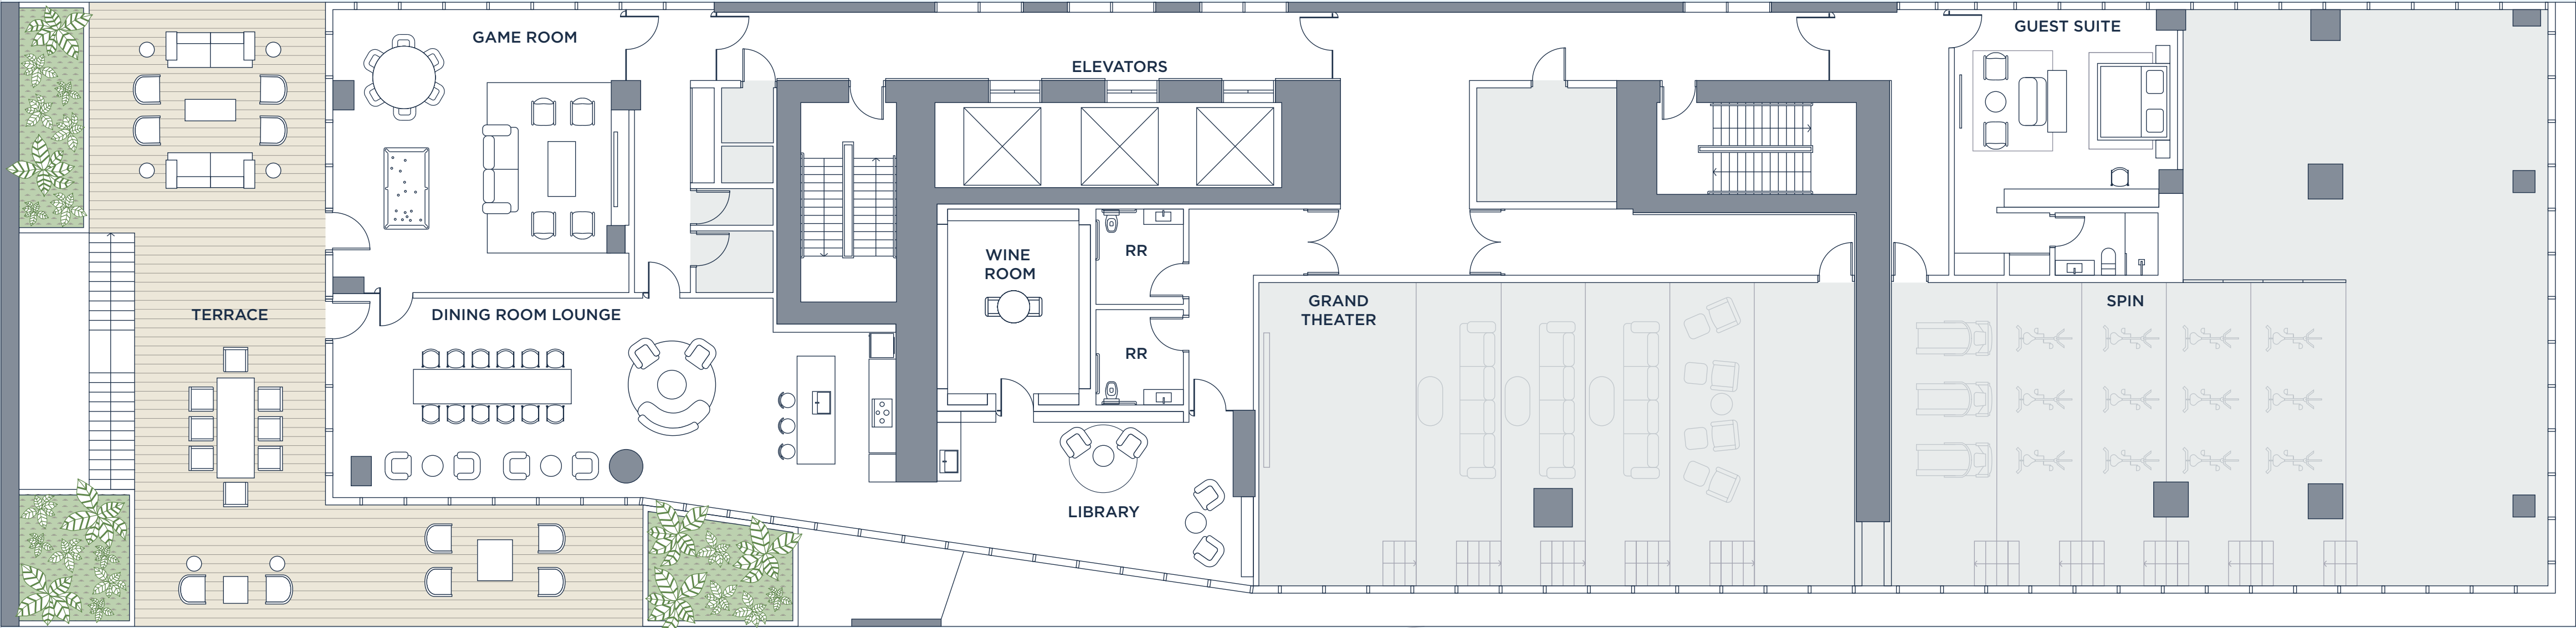 GAME ROOM
ELEVATORS
GUEST SUITE
WINE
ROOM
RR
TERRACE
DINING ROOM LOUNGE
GRAND
THEATER
SPIN
RR
LIBRARY